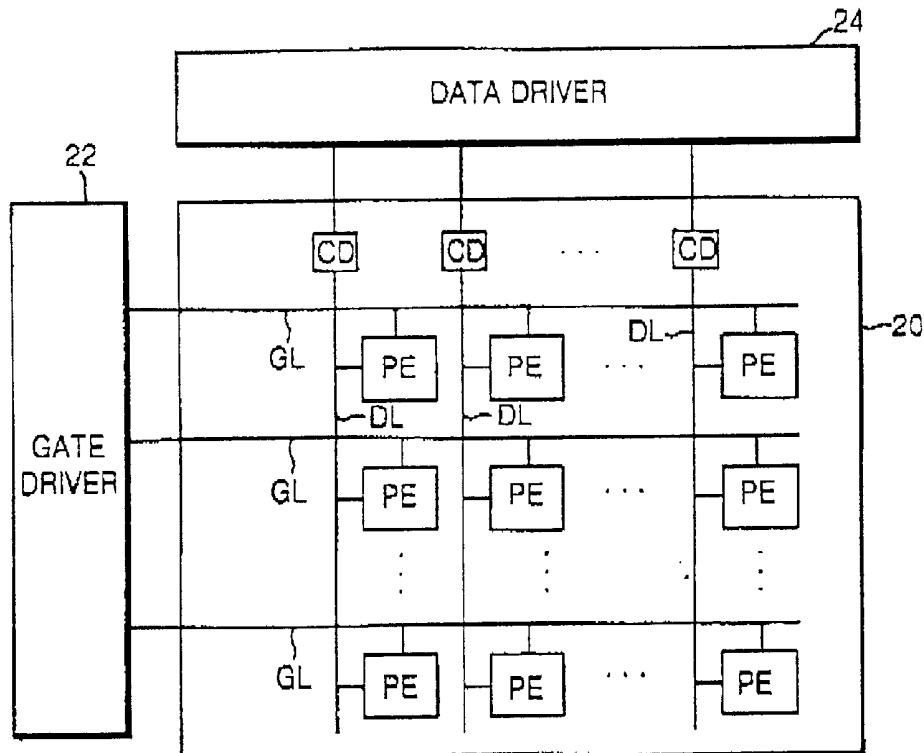 24
DATA DRIVER
22
CD CD ... CD
20
GL PE PE DL ... PE
DL DL
GATE
DRIVER
GL PE PE ... PE
GL PE PE ... PE